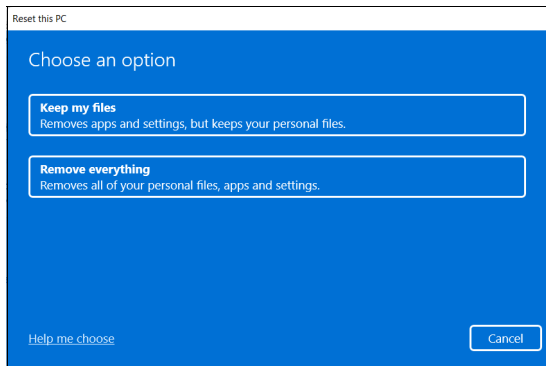 Reset this PC
Choose an option
Keep my files
Removes apps and settings, but keeps your personal files.
Remove everything
Removes all of your personal files, apps and settings.
Help me choose
Cancel